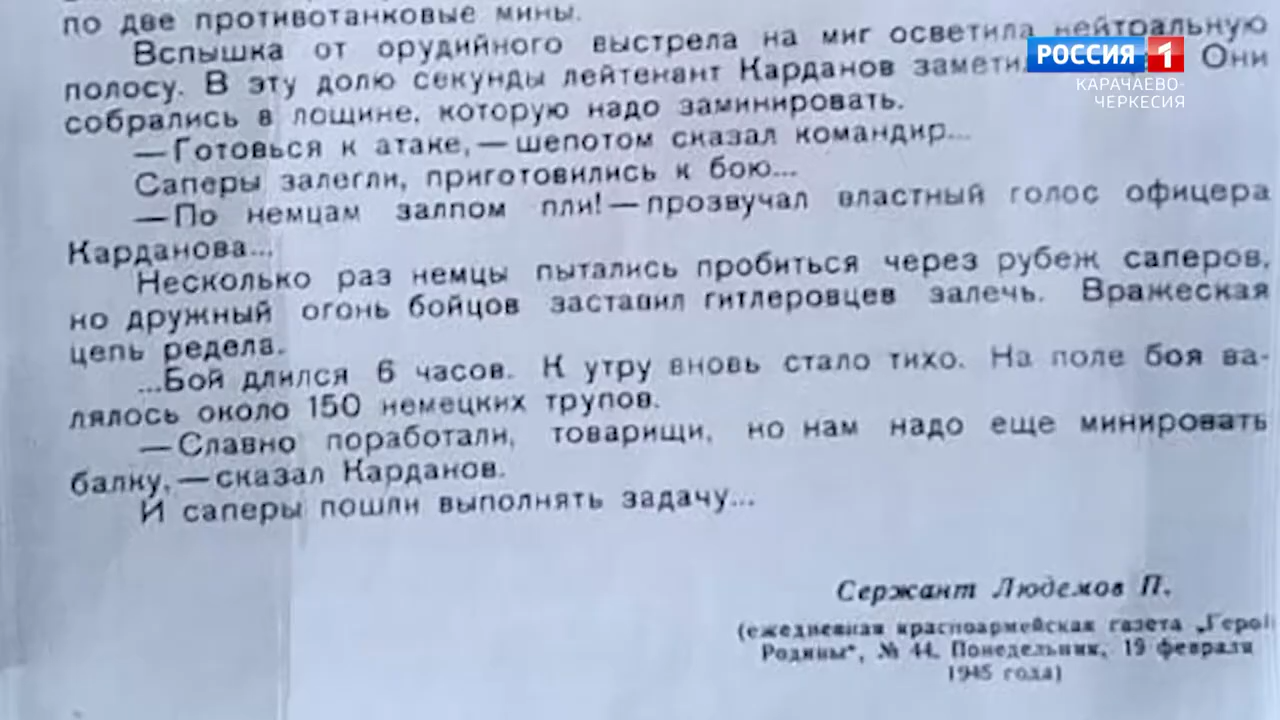 по две противотанковые мины.
Вспышка от орудийного выстрела на миг осветила нейтральную
полосу. В эту долю секунды лейтенант Карданов заметил Они
собрались в лощине, которую надо заминировать.
— Готовься к атаке, — шепотом сказал командир...
Саперы залегли, приготовились к бою...
— По немцам залпом пли! — прозвучал властный голос офицера
Карданова...
Несколько раз немцы пытались пробиться через рубеж саперов,
но дружный огонь бойцов заставил гитлеровцев залечь. Вражеская
цепь редела.
...Бой длился 6 часов. К утру вновь стало тихо. На поле боя ва-
лялось около 150 немецких трупов.
— Славно поработали, товарищи, но нам надо еще минировать
балку, — сказал Карданов.
И саперы пошли выполнять задачу...
Сержант Людемов П.
(ежедневная красноармейская газета „Герой
Родины“, № 44. Понедельник, 19 февраля
1945 года)
РОССИЯ 1
КАРАЧАЕВО-
ЧЕРКЕСИЯ